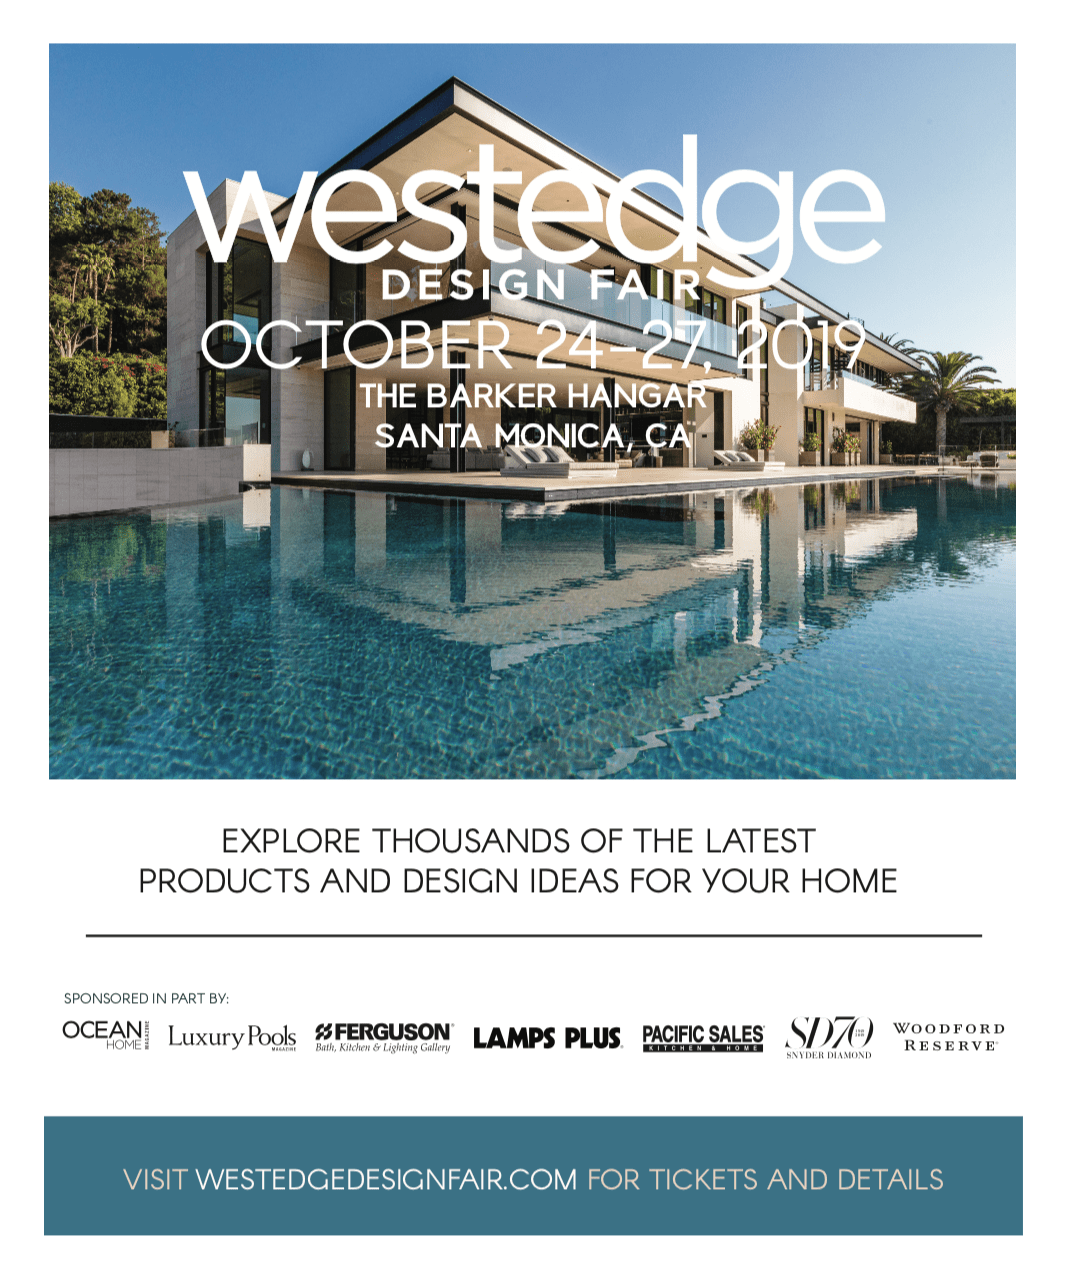 westedge
DESIGN FAIR
OCTOBER 24–27, 2019
THE BARKER HANGAR
SANTA MONICA, CA
EXPLORE THOUSANDS OF THE LATEST
PRODUCTS AND DESIGN IDEAS FOR YOUR HOME
SPONSORED IN PART BY:
OCEAN
HOME
MAGAZINE
Luxury Pools
MAGAZINE
FERGUSON
Bath, Kitchen & Lighting Gallery
LAMPS PLUS
PACIFIC SALES
KITCHEN & HOME
SD70
SNYDER DIAMOND
WOODFORD
RESERVE
VISIT WESTEDGEDESIGNFAIR.COM FOR TICKETS AND DETAILS